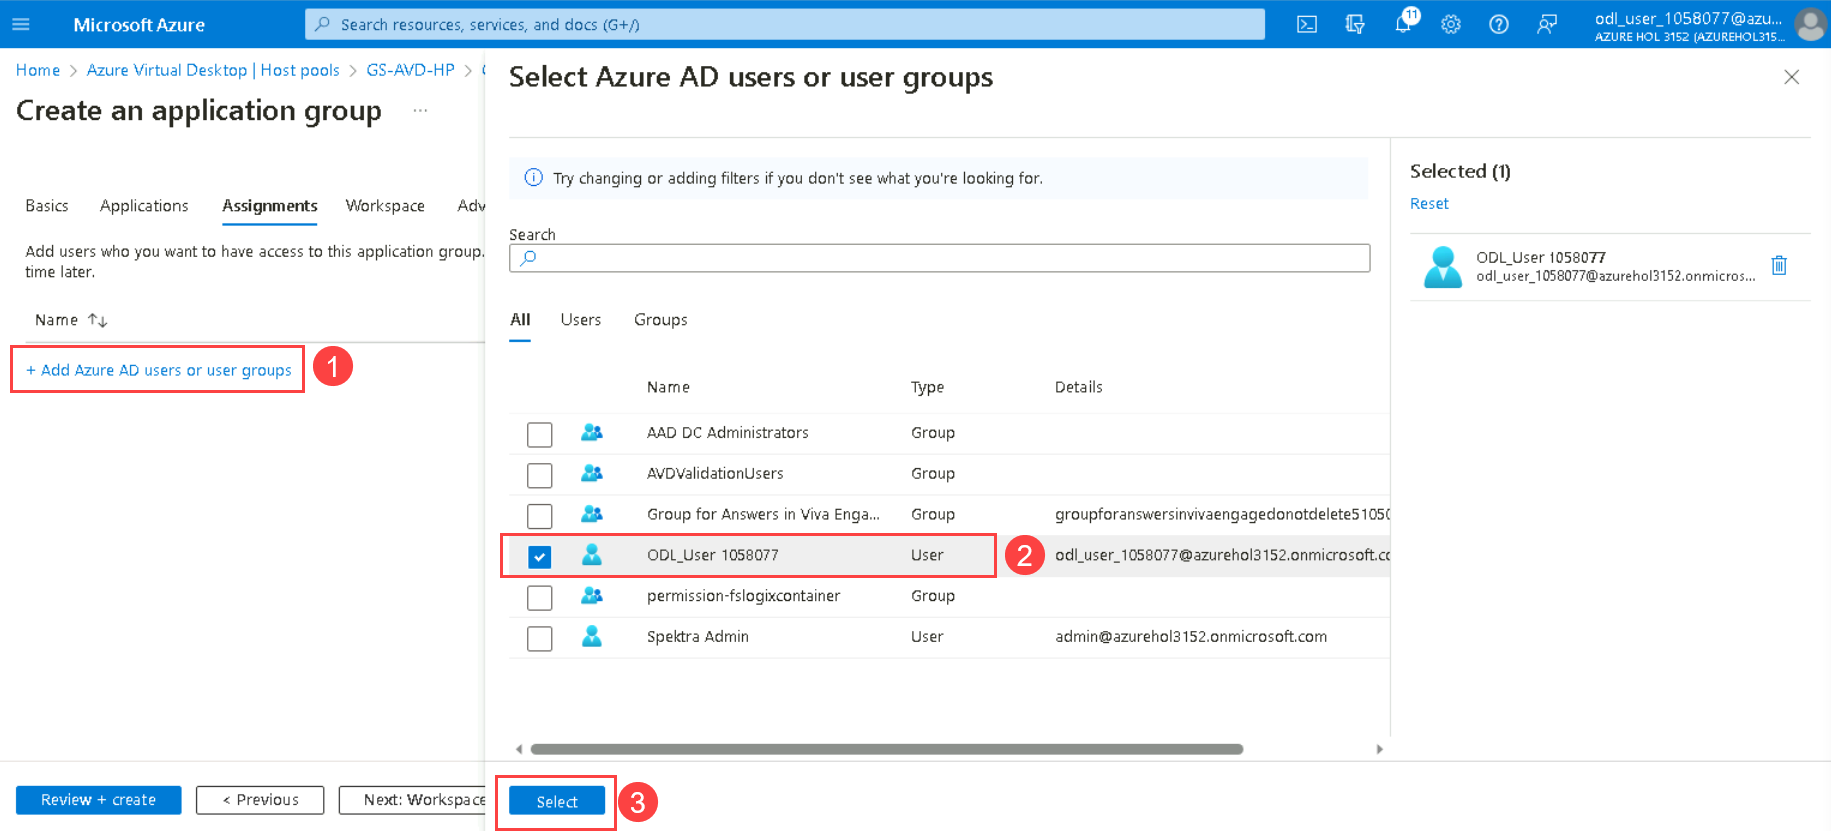 Microsoft Azure
Search resources, services, and docs (G+/)
11
odl_user_1058077@azu...
AZURE HOL 3152 (AZUREHOL315...
Home > Azure Virtual Desktop | Host pools > GS-AVD-HP >
Create an application group ...
Basics Applications Assignments Workspace Adv
Add users who you want to have access to this application group.
time later.
Name ↑↓
+ Add Azure AD users or user groups
1
Review + create
< Previous
Next: Workspace
Select Azure AD users or user groups
Try changing or adding filters if you don't see what you're looking for.
Search
All Users Groups
Name Type Details
AAD DC Administrators Group
AVDValidationUsers Group
Group for Answers in Viva Enga... Group groupforanswersinvivaengagedonotdelete51050
ODL_User 1058077 User 2 odl_user_1058077@azurehol3152.onmicrosoft.co
permission-fslogixcontainer Group
Spektra Admin User admin@azurehol3152.onmicrosoft.com
Select
3
Selected (1)
Reset
ODL_User 1058077
odl_user_1058077@azurehol3152.onmicros...